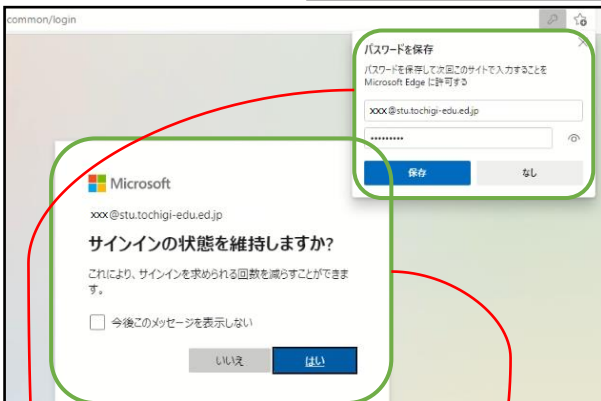 common/login
パスワードを保存
パスワードを保存して次回このサイトで入力することを
Microsoft Edge に許可する
xxx@stu.tochigi-edu.ed.jp
•••••••••
保存
なし
Microsoft
xxx@stu.tochigi-edu.ed.jp
サインインの状態を維持しますか?
これにより、サインインを求められる回数を減らすことができま
す。
今後このメッセージを表示しない
いいえ
はい